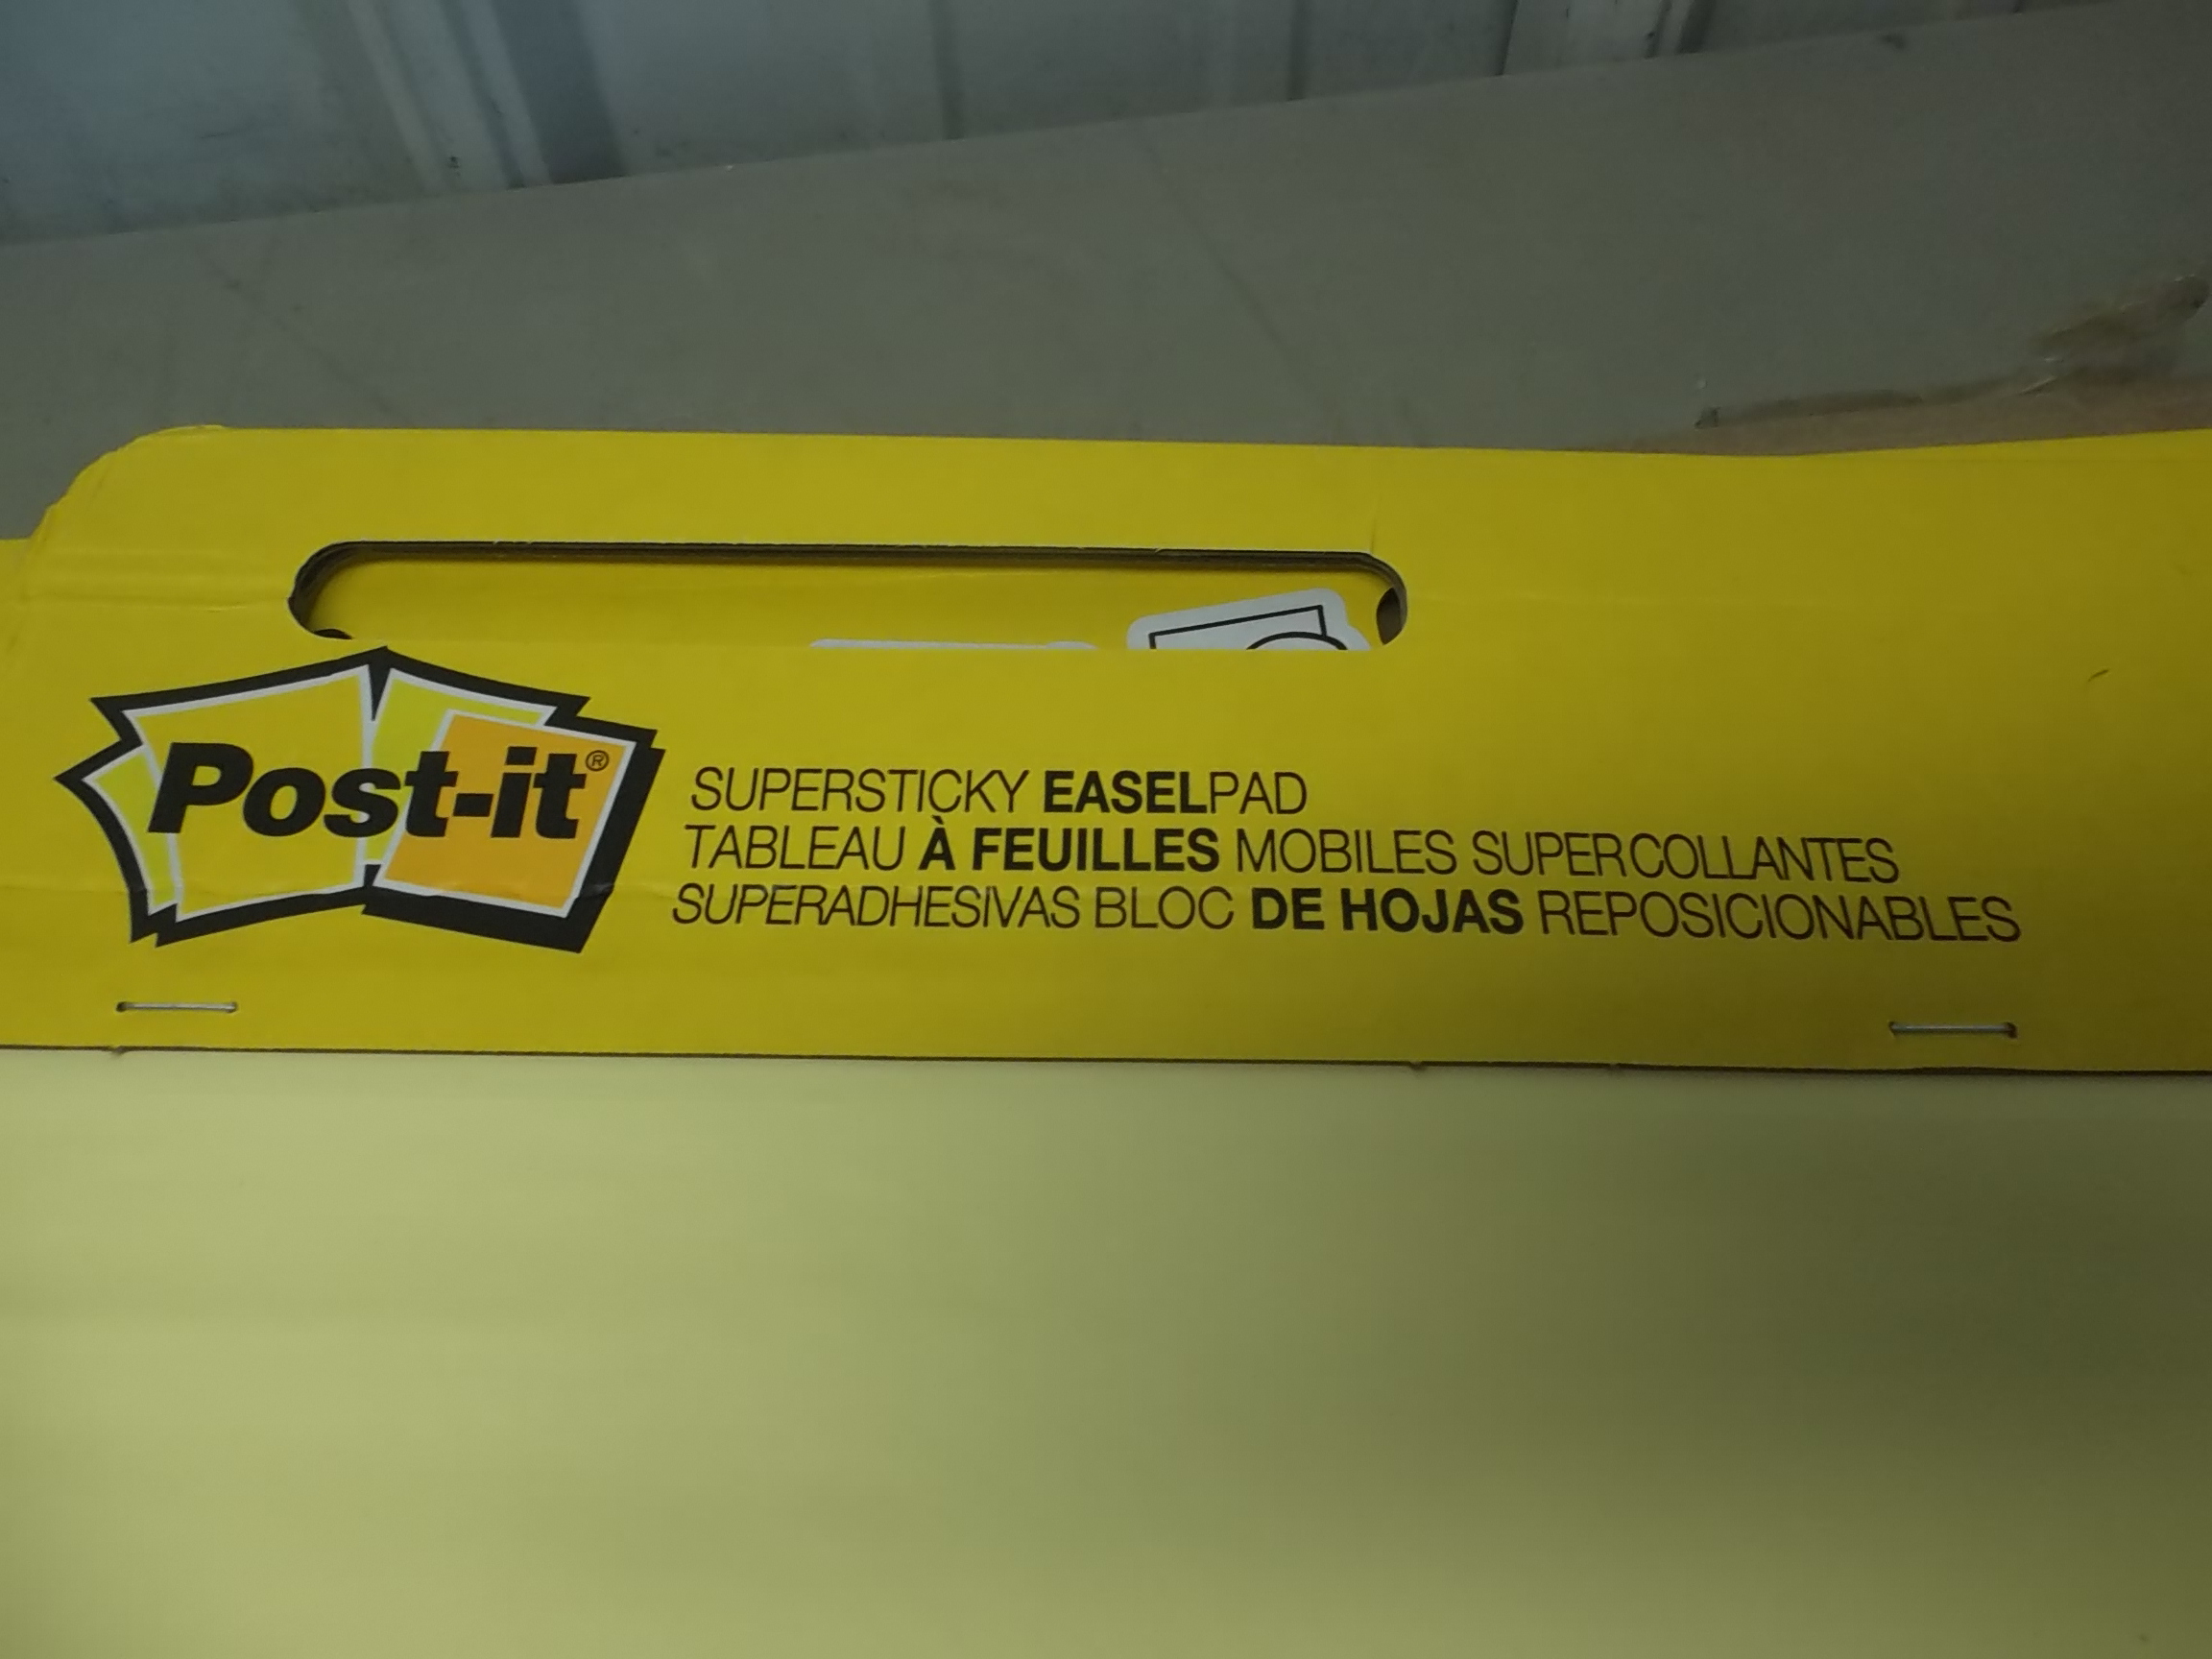 Post-it®
SUPERSTICKY EASELPAD
TABLEAU À FEUILLES MOBILES SUPERCOLLANTES
SUPERADHESIVAS BLOC DE HOJAS REPOSICIONABLES